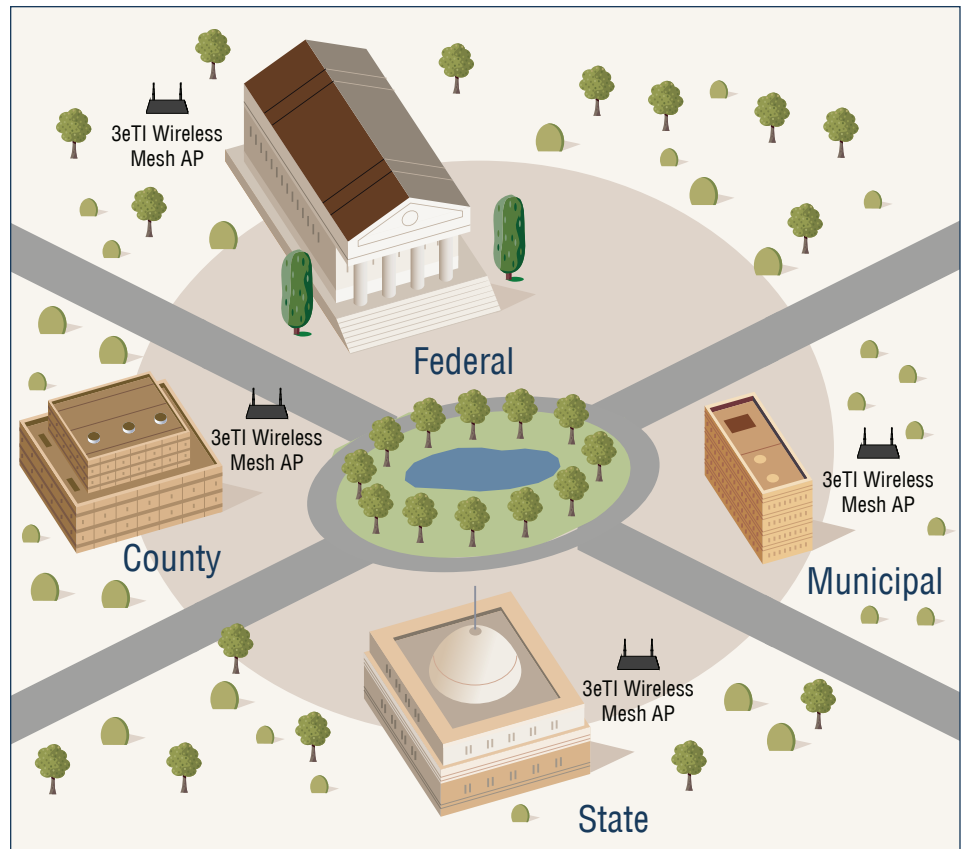 3eTI Wireless
Mesh AP
Federal
3eTI Wireless
Mesh AP
County
3eTI Wireless
Mesh AP
Municipal
3eTI Wireless
Mesh AP
State